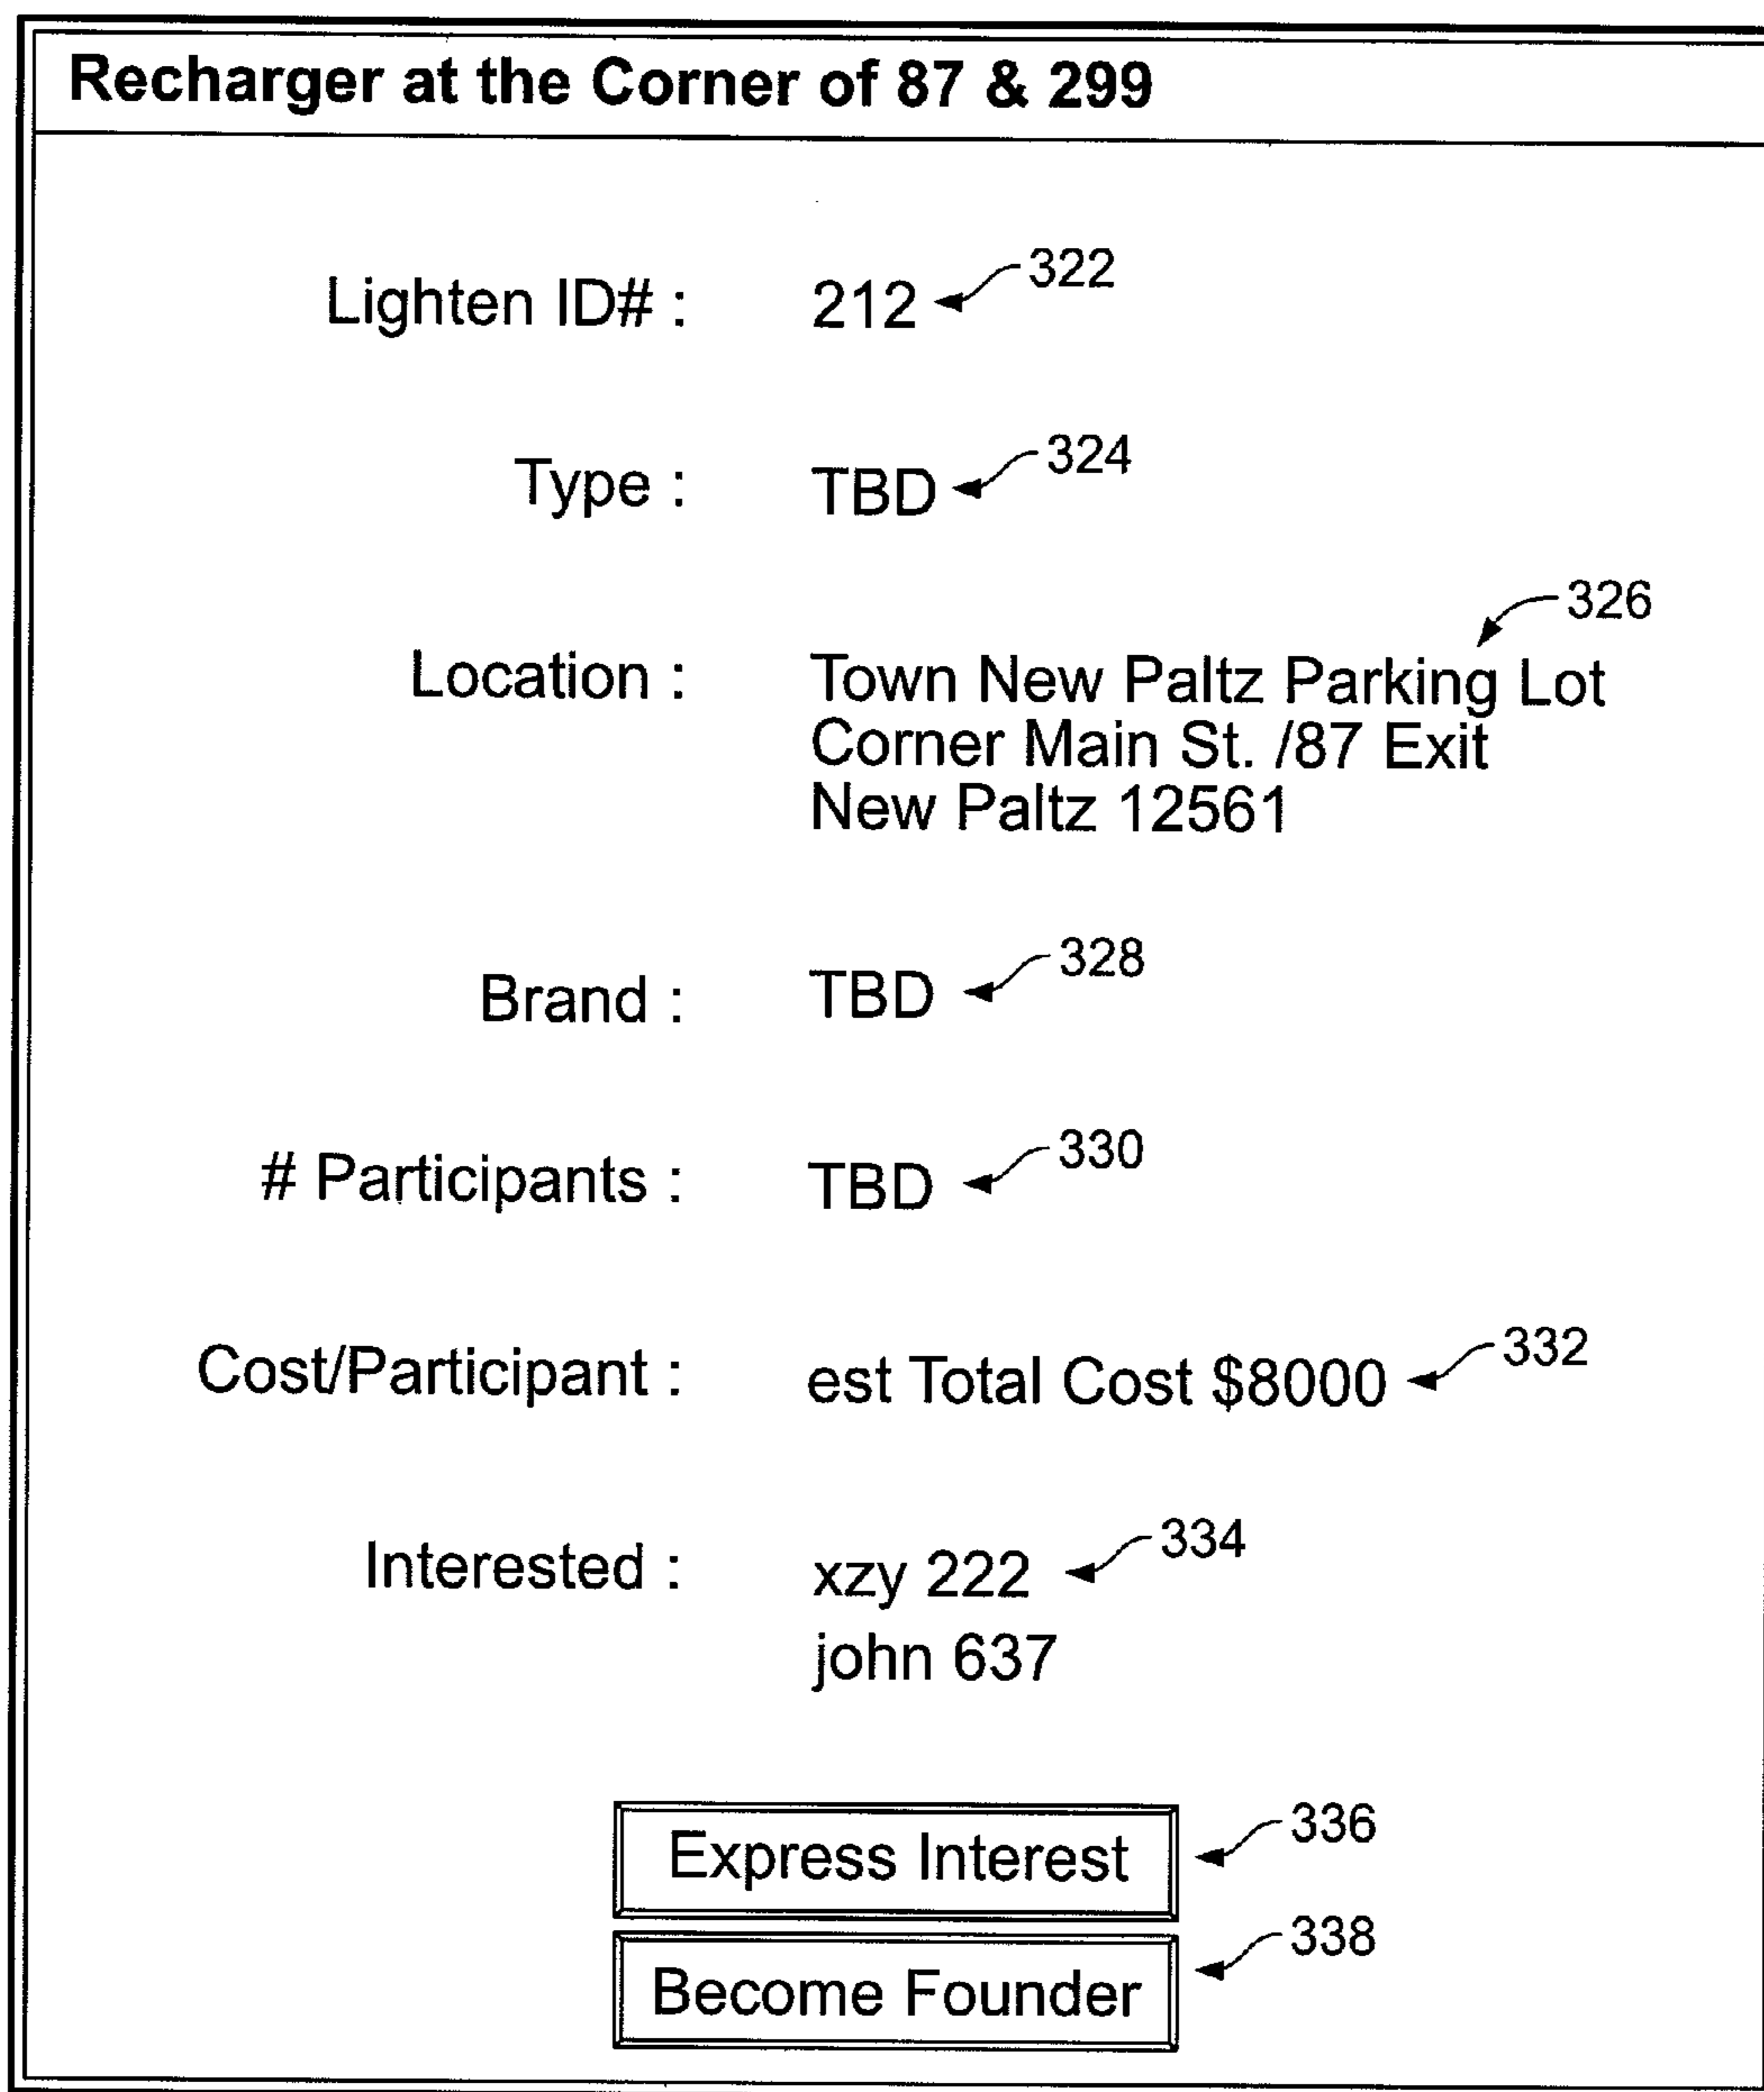 Recharger at the Corner of 87 & 299
Lighten ID# : 212 322
Type : TBD 324
326
Location : Town New Paltz Parking Lot
Corner Main St. /87 Exit
New Paltz 12561
Brand : TBD 328
# Participants : TBD 330
Cost/Participant : est Total Cost $8000 332
Interested : xzy 222 334
john 637
Express Interest 336
Become Founder 338